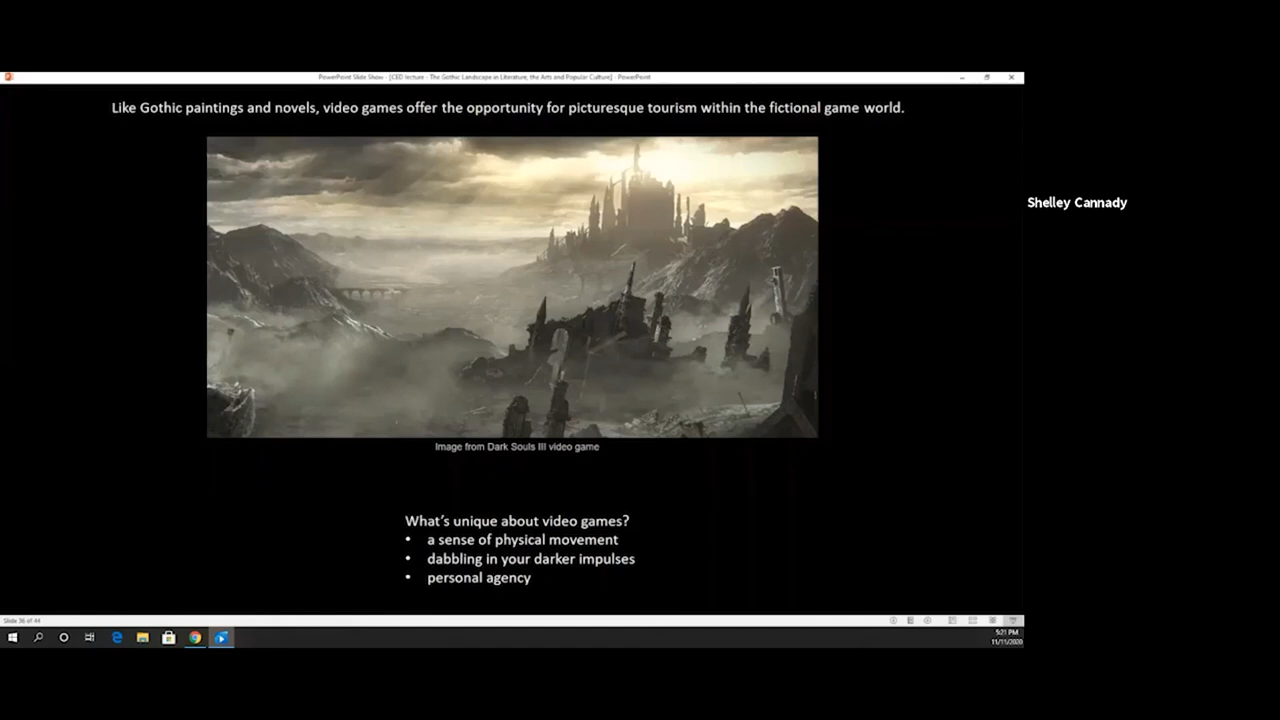 PowerPoint Slide Show - [CED lecture - The Gothic Landscape in Literature, the Arts and Popular Culture] - PowerPoint
Like Gothic paintings and novels, video games offer the opportunity for picturesque tourism within the fictional game world.
Shelley Cannady
Image from Dark Souls III video game
What's unique about video games?
• a sense of physical movement
• dabbling in your darker impulses
• personal agency
Slide 36 of 44
5:21 PM
11/11/2020